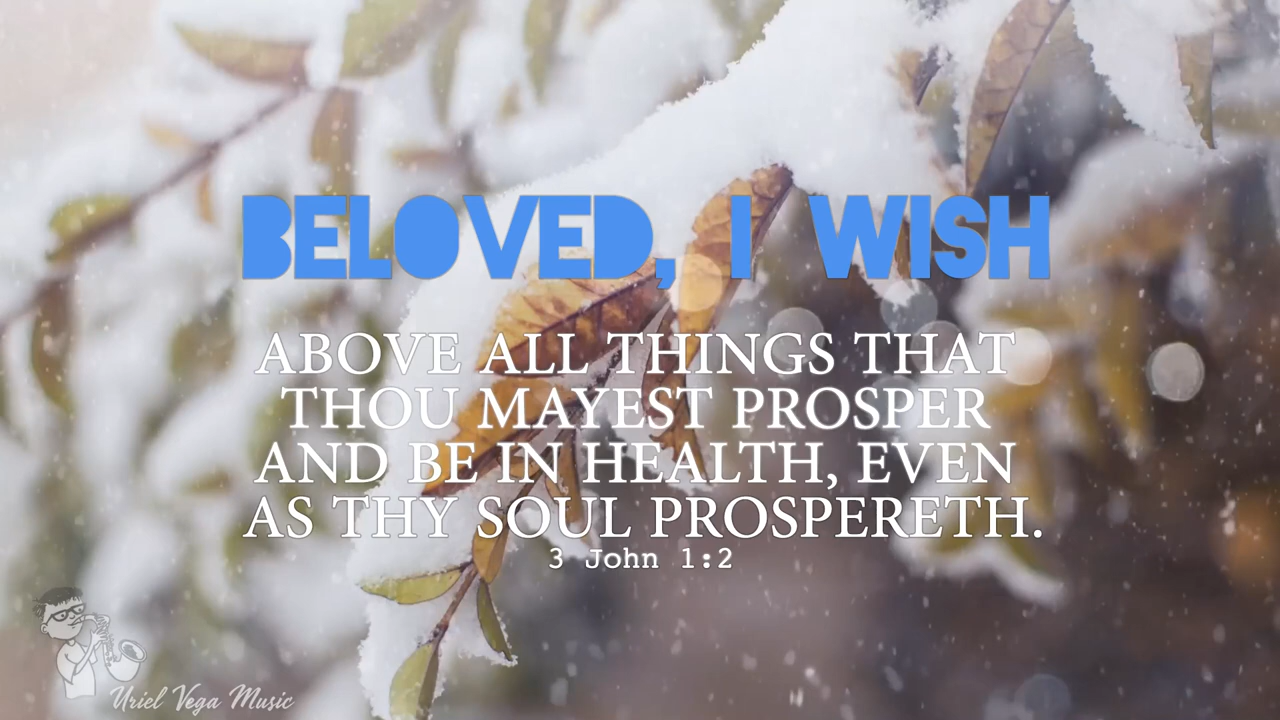 BELOVED, I WISH
ABOVE ALL THINGS THAT
THOU MAYEST PROSPER
AND BE IN HEALTH, EVEN
AS THY SOUL PROSPERETH.
3 John 1:2
Uriel Vega Music